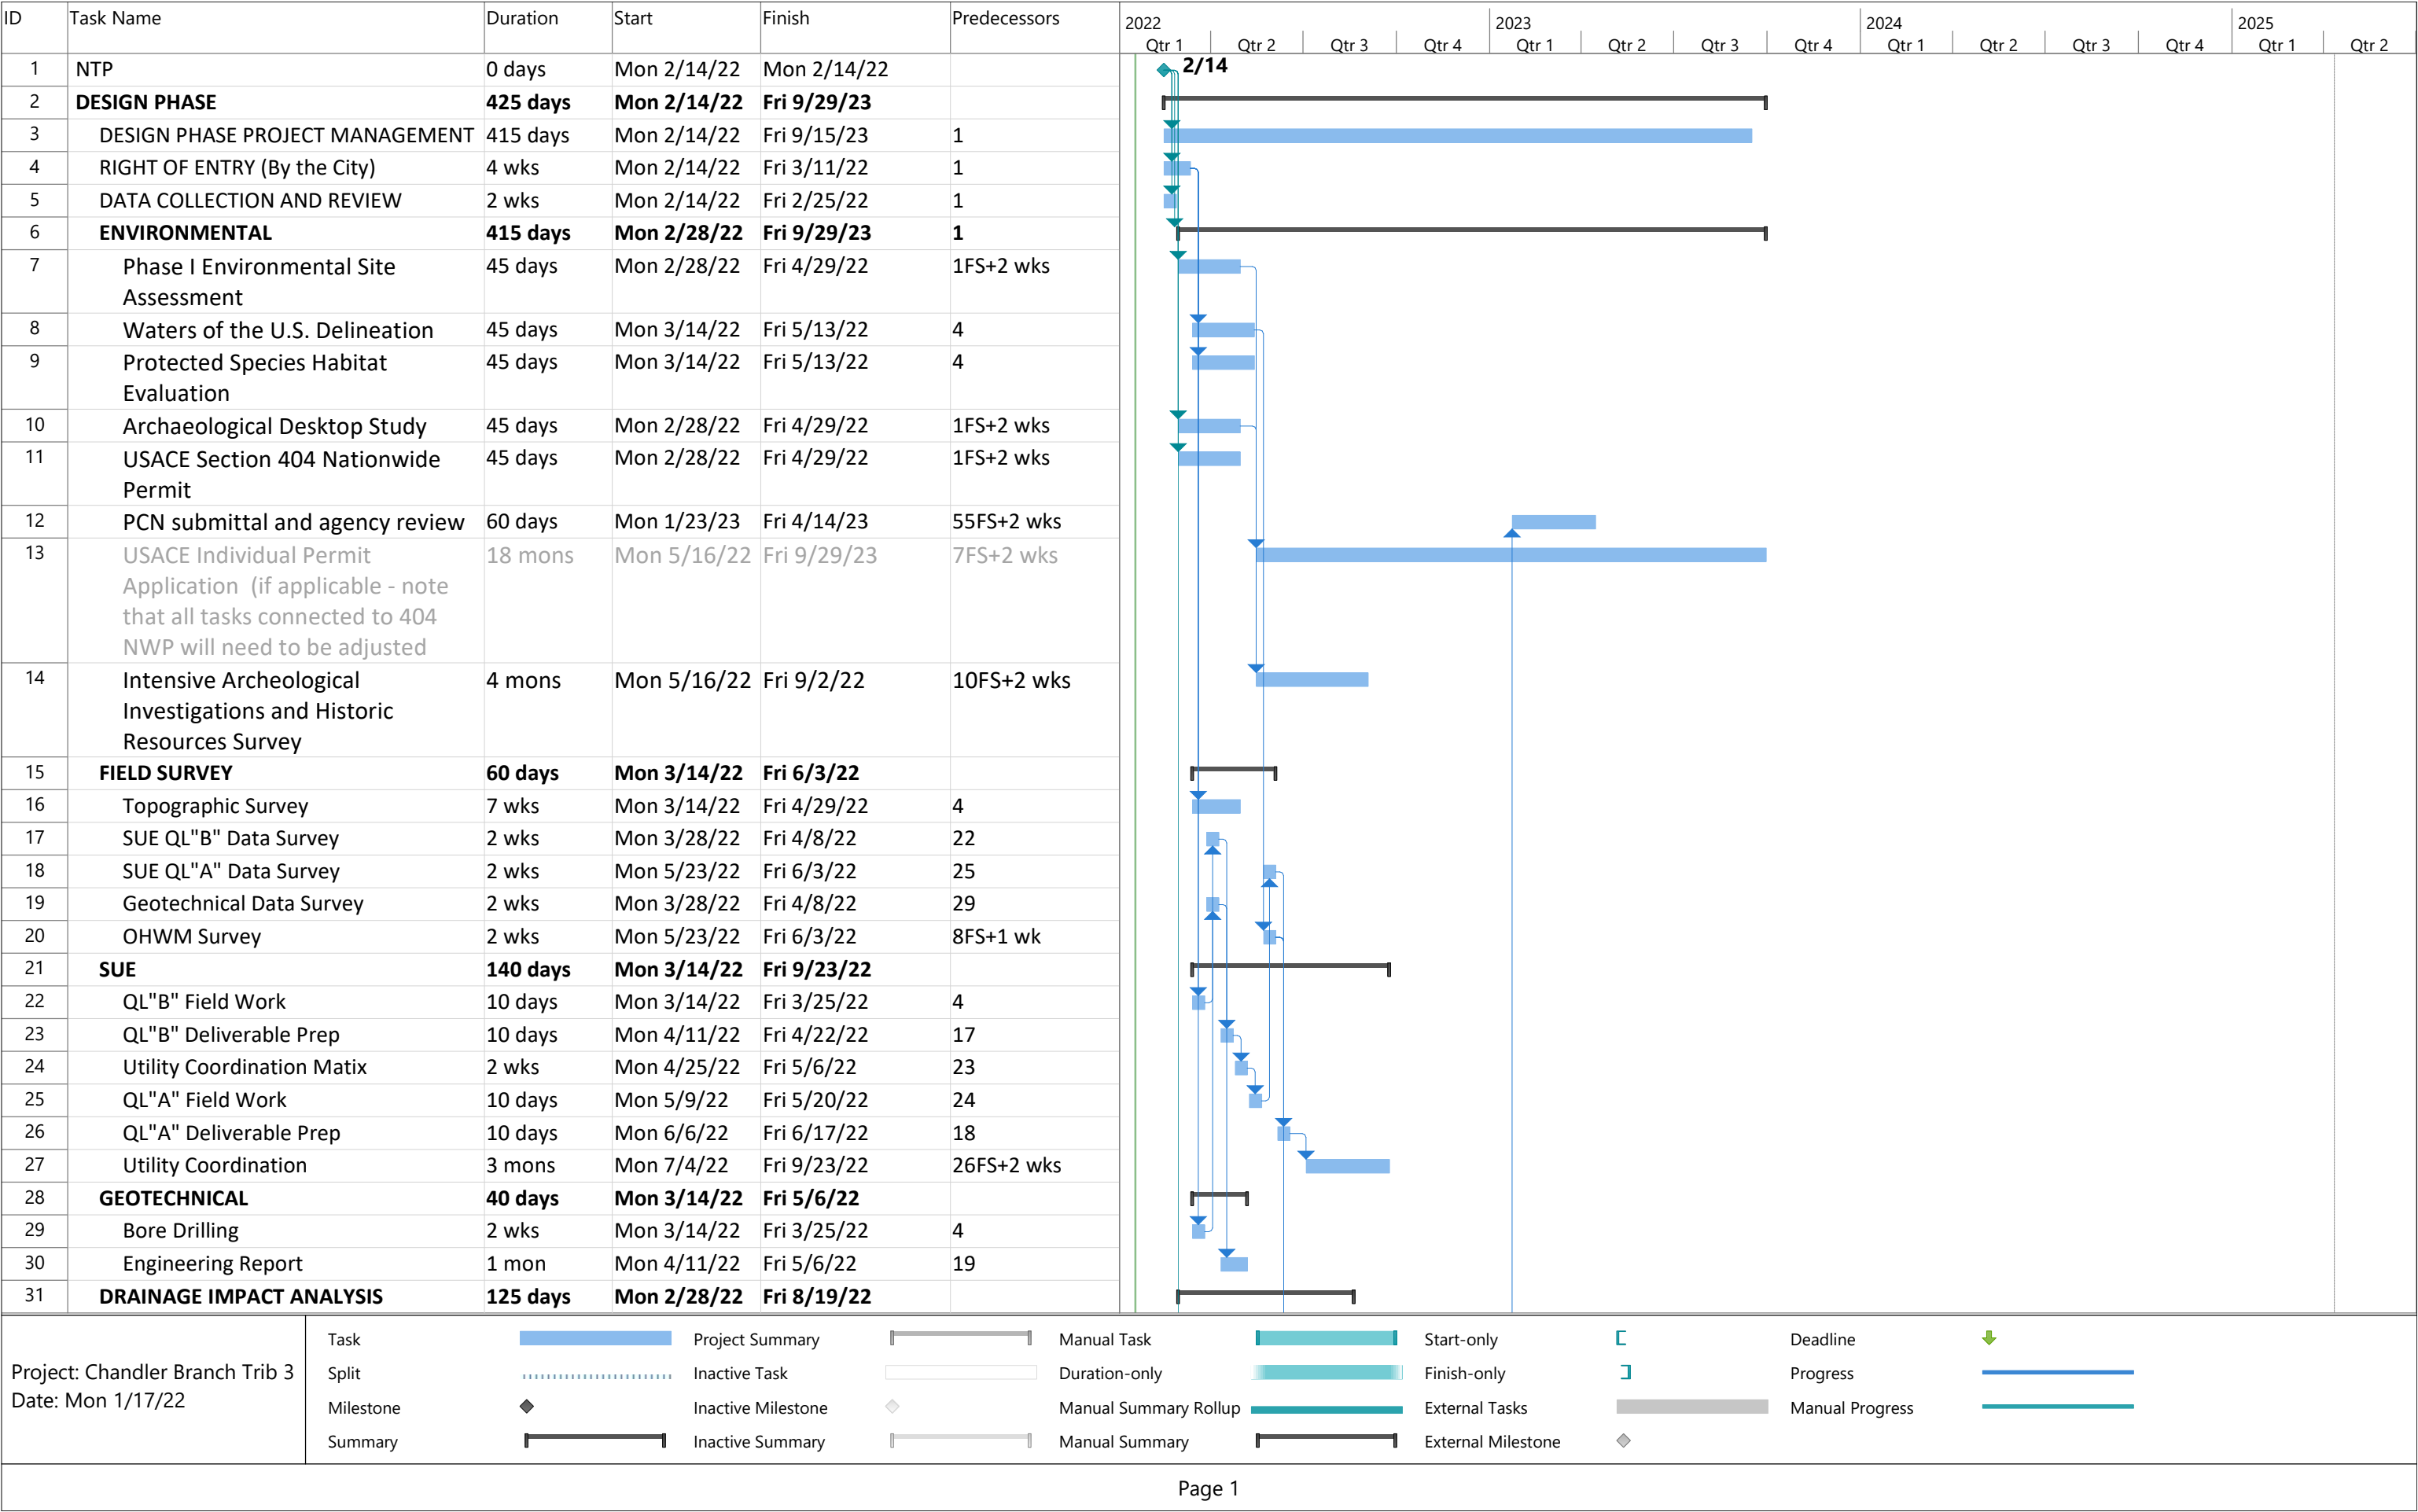 ID Task Name Duration Start Finish Predecessors 2022 2023 2024 2025
Qtr 1 Qtr 2 Qtr 3 Qtr 4 Qtr 1 Qtr 2 Qtr 3 Qtr 4 Qtr 1 Qtr 2 Qtr 3 Qtr 4 Qtr 1 Qtr 2
1 NTP 0 days Mon 2/14/22 Mon 2/14/22 2/14
2 DESIGN PHASE 425 days Mon 2/14/22 Fri 9/29/23
3 DESIGN PHASE PROJECT MANAGEMENT 415 days Mon 2/14/22 Fri 9/15/23 1
4 RIGHT OF ENTRY (By the City) 4 wks Mon 2/14/22 Fri 3/11/22 1
5 DATA COLLECTION AND REVIEW 2 wks Mon 2/14/22 Fri 2/25/22 1
6 ENVIRONMENTAL 415 days Mon 2/28/22 Fri 9/29/23 1
7 Phase I Environmental Site 45 days Mon 2/28/22 Fri 4/29/22 1FS+2 wks
Assessment
8 Waters of the U.S. Delineation 45 days Mon 3/14/22 Fri 5/13/22 4
9 Protected Species Habitat 45 days Mon 3/14/22 Fri 5/13/22 4
Evaluation
10 Archaeological Desktop Study 45 days Mon 2/28/22 Fri 4/29/22 1FS+2 wks
11 USACE Section 404 Nationwide 45 days Mon 2/28/22 Fri 4/29/22 1FS+2 wks
Permit
12 PCN submittal and agency review 60 days Mon 1/23/23 Fri 4/14/23 55FS+2 wks
13 USACE Individual Permit 18 mons Mon 5/16/22 Fri 9/29/23 7FS+2 wks
Application (if applicable - note
that all tasks connected to 404
NWP will need to be adjusted
14 Intensive Archeological 4 mons Mon 5/16/22 Fri 9/2/22 10FS+2 wks
Investigations and Historic
Resources Survey
15 FIELD SURVEY 60 days Mon 3/14/22 Fri 6/3/22
16 Topographic Survey 7 wks Mon 3/14/22 Fri 4/29/22 4
17 SUE QL"B" Data Survey 2 wks Mon 3/28/22 Fri 4/8/22 22
18 SUE QL"A" Data Survey 2 wks Mon 5/23/22 Fri 6/3/22 25
19 Geotechnical Data Survey 2 wks Mon 3/28/22 Fri 4/8/22 29
20 OHWM Survey 2 wks Mon 5/23/22 Fri 6/3/22 8FS+1 wk
21 SUE 140 days Mon 3/14/22 Fri 9/23/22
22 QL"B" Field Work 10 days Mon 3/14/22 Fri 3/25/22 4
23 QL"B" Deliverable Prep 10 days Mon 4/11/22 Fri 4/22/22 17
24 Utility Coordination Matix 2 wks Mon 4/25/22 Fri 5/6/22 23
25 QL"A" Field Work 10 days Mon 5/9/22 Fri 5/20/22 24
26 QL"A" Deliverable Prep 10 days Mon 6/6/22 Fri 6/17/22 18
27 Utility Coordination 3 mons Mon 7/4/22 Fri 9/23/22 26FS+2 wks
28 GEOTECHNICAL 40 days Mon 3/14/22 Fri 5/6/22
29 Bore Drilling 2 wks Mon 3/14/22 Fri 3/25/22 4
30 Engineering Report 1 mon Mon 4/11/22 Fri 5/6/22 19
31 DRAINAGE IMPACT ANALYSIS 125 days Mon 2/28/22 Fri 8/19/22
Project: Chandler Branch Trib 3
Date: Mon 1/17/22
Task Project Summary Manual Task Start-only Deadline
Split Inactive Task Duration-only Finish-only Progress
Milestone Inactive Milestone Manual Summary Rollup External Tasks Manual Progress
Summary Inactive Summary Manual Summary External Milestone
Page 1